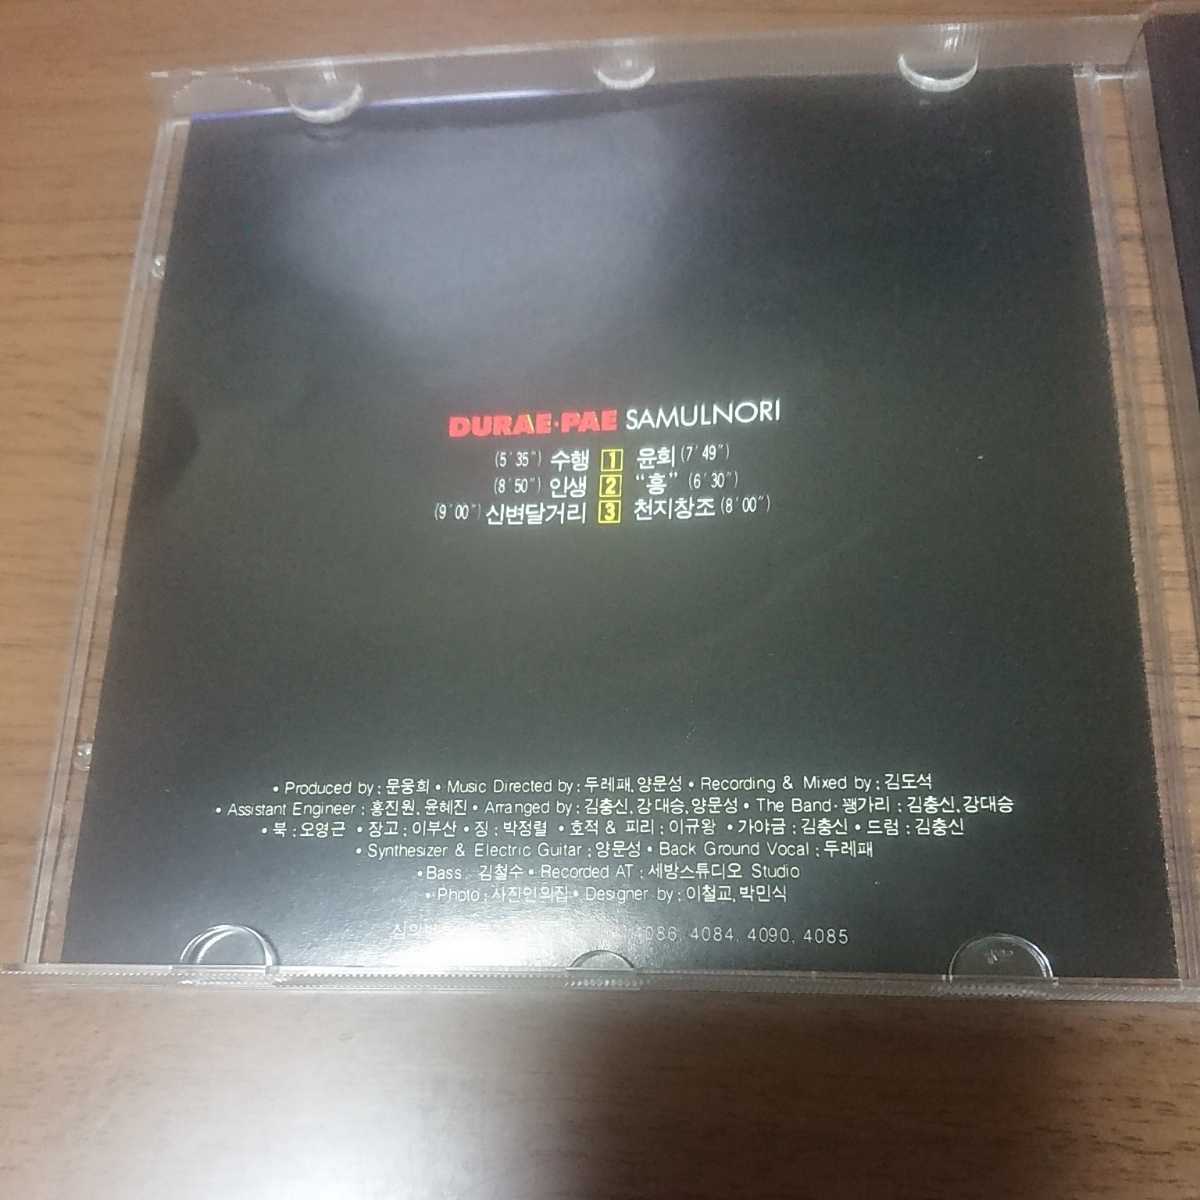 DURAE·PAE SAMULNORI
(5'35") 수행 1 윤회 (7'49")
(8'50") 인생 2 "흥" (6'30")
(9'00") 신변달거리 3 천지창조 (8'00")
• Produced by : 문웅희 • Music Directed by : 두레패, 양문성 • Recording & Mixed by : 김도석
• Assistant Engineer : 홍진원, 윤혜진 • Arranged by : 김충신, 강대승, 양문성 • The Band · 꽹가리 : 김충신, 강대승
• 북 : 오영근 • 장고 : 이부산 • 징 : 박정렬 • 호적 & 피리 : 이규왕 • 가야금 : 김충신 • 드럼 : 김충신
• Synthesizer & Electric Guitar : 양문성 • Back Ground Vocal : 두레패
• Bass : 김철수 • Recorded AT : 세방스튜디오 Studio
• Photo : 사진인의집 • Designer by : 이철교, 박민식
4086, 4084, 4090, 4085